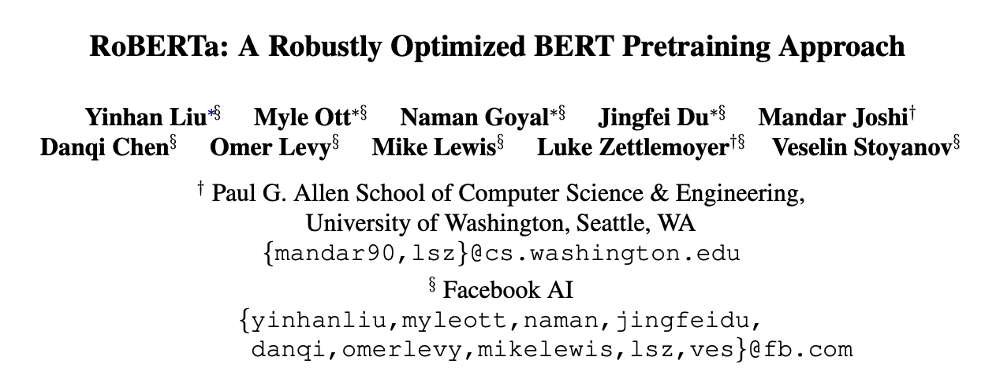 RoBERTa: A Robustly Optimized BERT Pretraining Approach
Yinhan Liu*§ Myle Ott*§ Naman Goyal*§ Jingfei Du*§ Mandar Joshi†
Danqi Chen§ Omer Levy§ Mike Lewis§ Luke Zettlemoyer†§ Veselin Stoyanov§
† Paul G. Allen School of Computer Science & Engineering,
University of Washington, Seattle, WA
{mandar90,lsz}@cs.washington.edu
§ Facebook AI
{yinhanliu,myleott,naman,jingfeidu,
danqi,omerlevy,mikelewis,lsz,ves}@fb.com